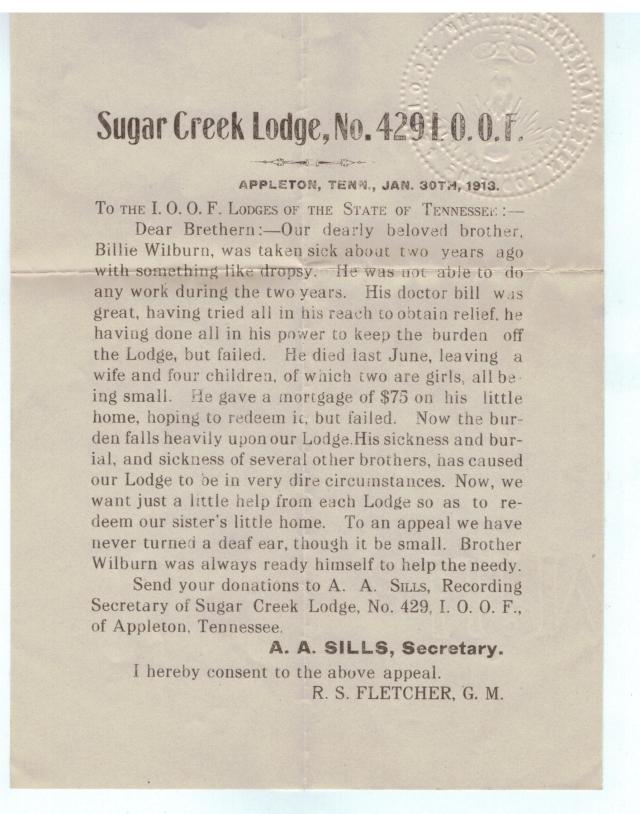 Sugar Creek Lodge, No. 429 I. O. O. F.
APPLETON, TENN., JAN. 30TH, 1913.
TO THE I. O. O. F. LODGES OF THE STATE OF TENNESSEE:—
Dear Brethern:—Our dearly beloved brother,
Billie Wilburn, was taken sick about two years ago
with something like dropsy. He was not able to do
any work during the two years. His doctor bill was
great, having tried all in his reach to obtain relief, he
having done all in his power to keep the burden off
the Lodge, but failed. He died last June, leaving a
wife and four children, of which two are girls, all be-
ing small. He gave a mortgage of $75 on his little
home, hoping to redeem it, but failed. Now the bur-
den falls heavily upon our Lodge.His sickness and bur-
ial, and sickness of several other brothers, has caused
our Lodge to be in very dire circumstances. Now, we
want just a little help from each Lodge so as to re-
deem our sister's little home. To an appeal we have
never turned a deaf ear, though it be small. Brother
Wilburn was always ready himself to help the needy.
Send your donations to A. A. SILLS, Recording
Secretary of Sugar Creek Lodge, No. 429, I. O. O. F.,
of Appleton, Tennessee.
A. A. SILLS, Secretary.
I hereby consent to the above appeal.
R. S. FLETCHER, G. M.